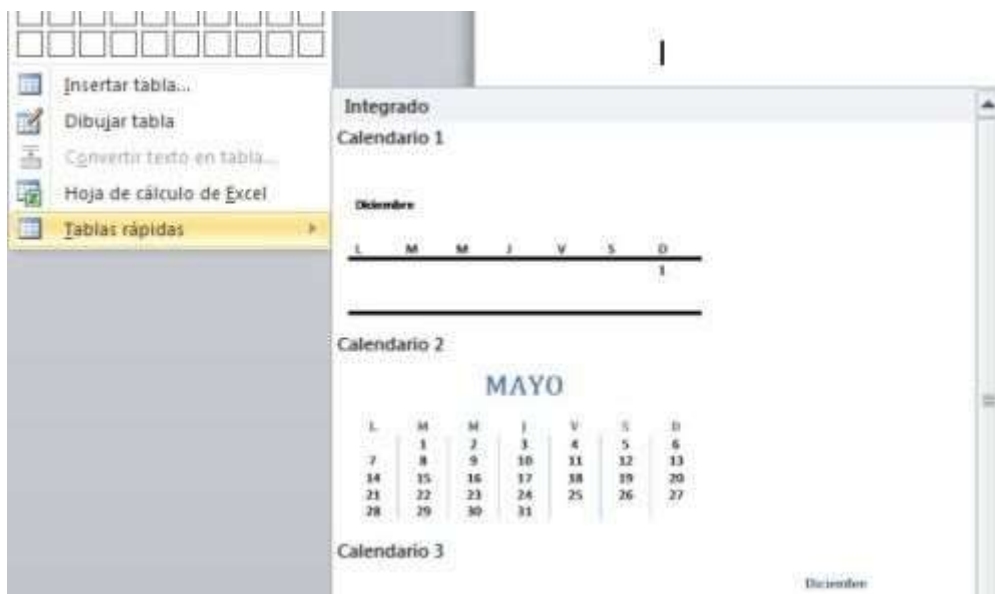 Insertar tabla...
Dibujar tabla
Convertir texto en tabla...
Hoja de cálculo de Excel
Tablas rápidas
Integrado
Calendario 1
Diciembre
L M M J V S D
1
Calendario 2
MAYO
L M M J V S D
1 2 3 4 5 6
7 8 9 10 11 12 13
14 15 16 17 18 19 20
21 22 23 24 25 26 27
28 29 30 31
Calendario 3
Diciembre